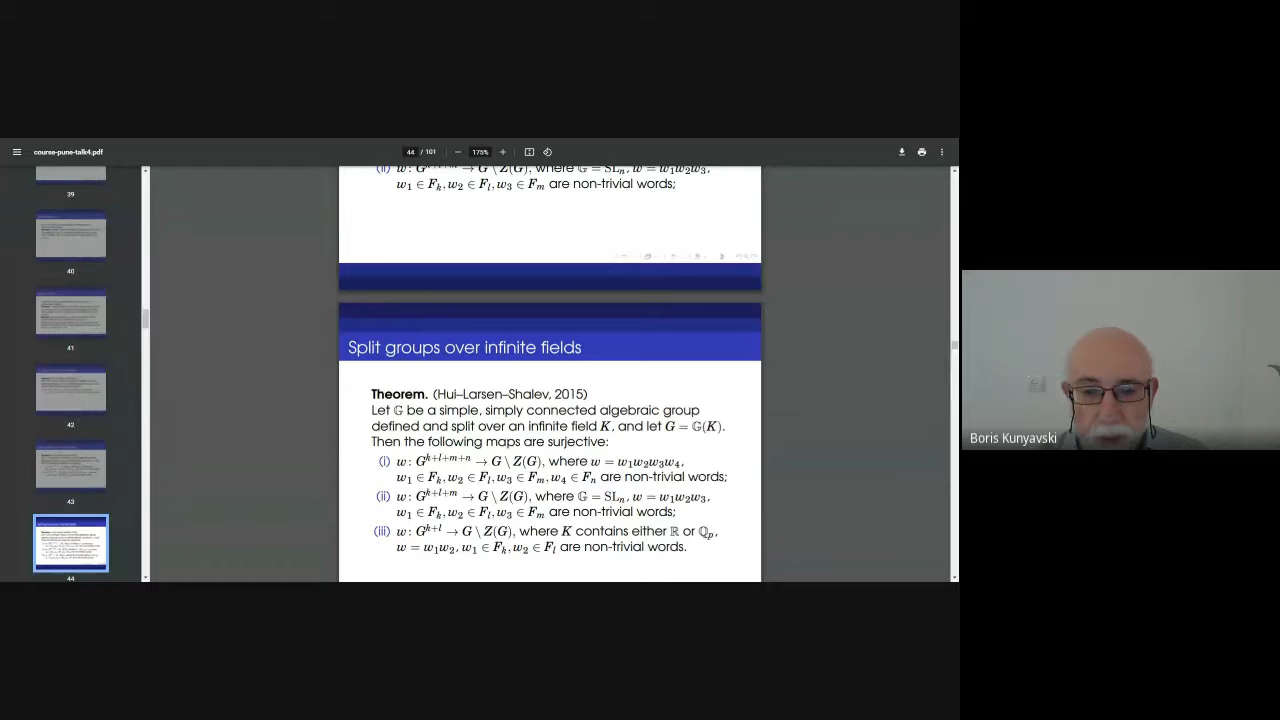 course-pune-talk4.pdf
44 / 101
175%
39
40
41
42
43
44
(ii) w: G^{k+l+m} → G \ Z(G), where 𝔾 = SL_n, w = w_1w_2w_3,
w_1 ∈ F_k, w_2 ∈ F_l, w_3 ∈ F_m are non-trivial words;
Split groups over infinite fields
Theorem. (Hui–Larsen–Shalev, 2015)
Let 𝔾 be a simple, simply connected algebraic group
defined and split over an infinite field K, and let G = 𝔾(K).
Then the following maps are surjective:
(i) w: G^{k+l+m+n} → G \ Z(G), where w = w_1w_2w_3w_4,
w_1 ∈ F_k, w_2 ∈ F_l, w_3 ∈ F_m, w_4 ∈ F_n are non-trivial words;
(ii) w: G^{k+l+m} → G \ Z(G), where 𝔾 = SL_n, w = w_1w_2w_3,
w_1 ∈ F_k, w_2 ∈ F_l, w_3 ∈ F_m are non-trivial words;
(iii) w: G^{k+l} → G \ Z(G), where K contains either ℝ or ℚ_p,
w = w_1w_2, w_1 ∈ F_k, w_2 ∈ F_l are non-trivial words.
Boris Kunyavski